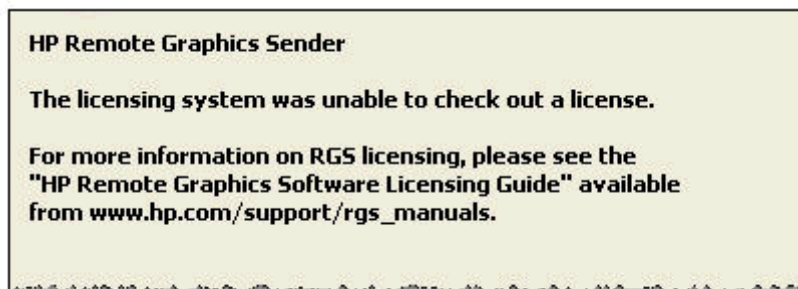 HP Remote Graphics Sender
The licensing system was unable to check out a license.
For more information on RGS licensing, please see the
"HP Remote Graphics Software Licensing Guide" available
from www.hp.com/support/rgs_manuals.